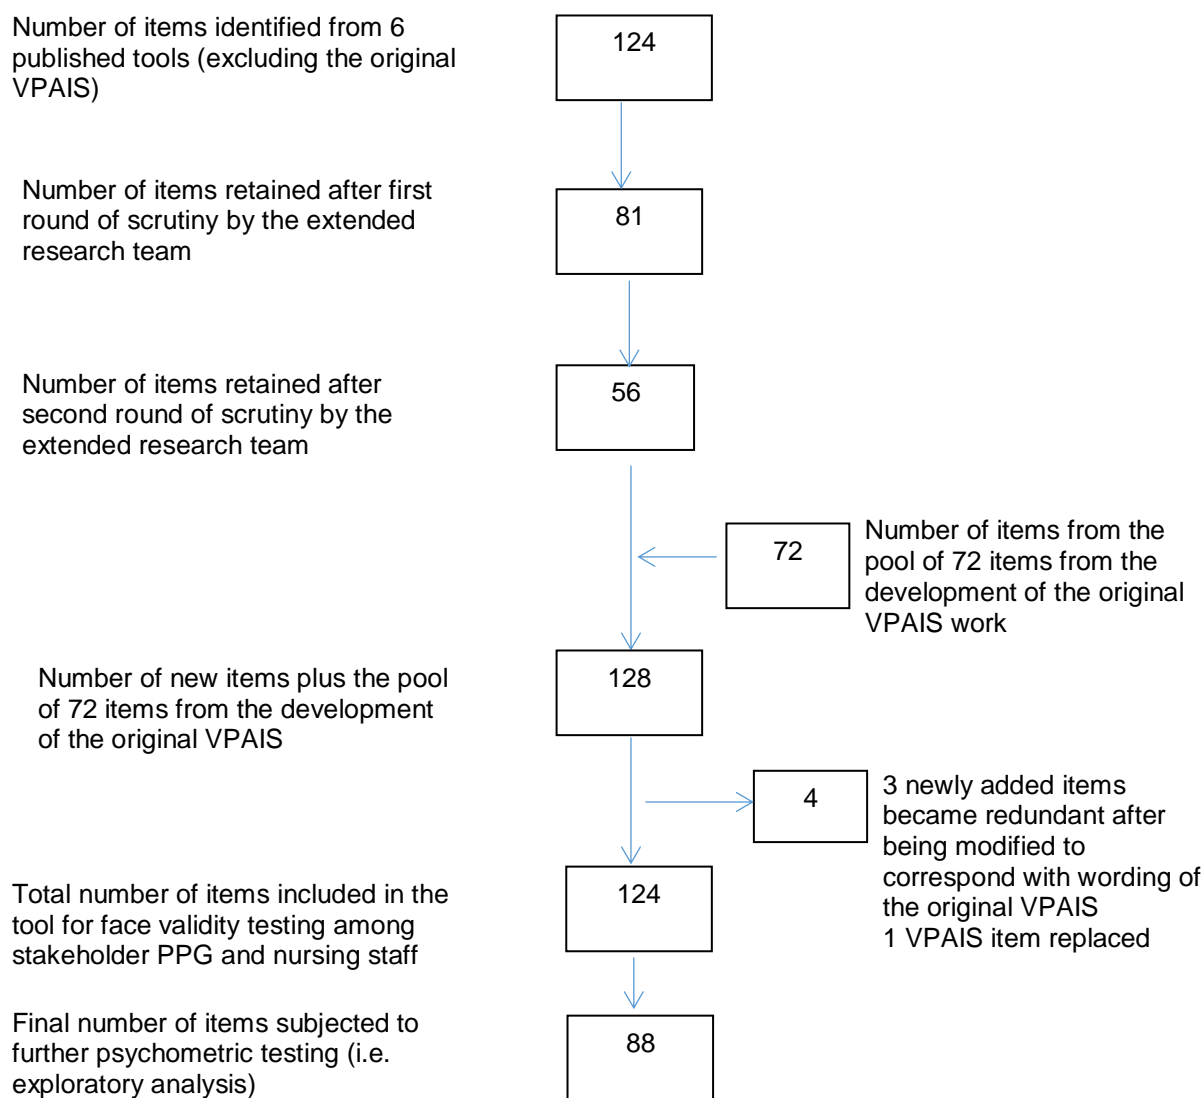 Number of items identified from 6
published tools (excluding the original
VPAIS)
124
Number of items retained after first
round of scrutiny by the extended
research team
81
Number of items retained after
second round of scrutiny by the
extended research team
56
72
Number of items from the
pool of 72 items from the
development of the original
VPAIS work
Number of new items plus the pool
of 72 items from the development
of the original VPAIS
128
4
3 newly added items
became redundant after
being modified to
correspond with wording of
the original VPAIS
1 VPAIS item replaced
Total number of items included in the
tool for face validity testing among
stakeholder PPG and nursing staff
124
Final number of items subjected to
further psychometric testing (i.e.
exploratory analysis)
88